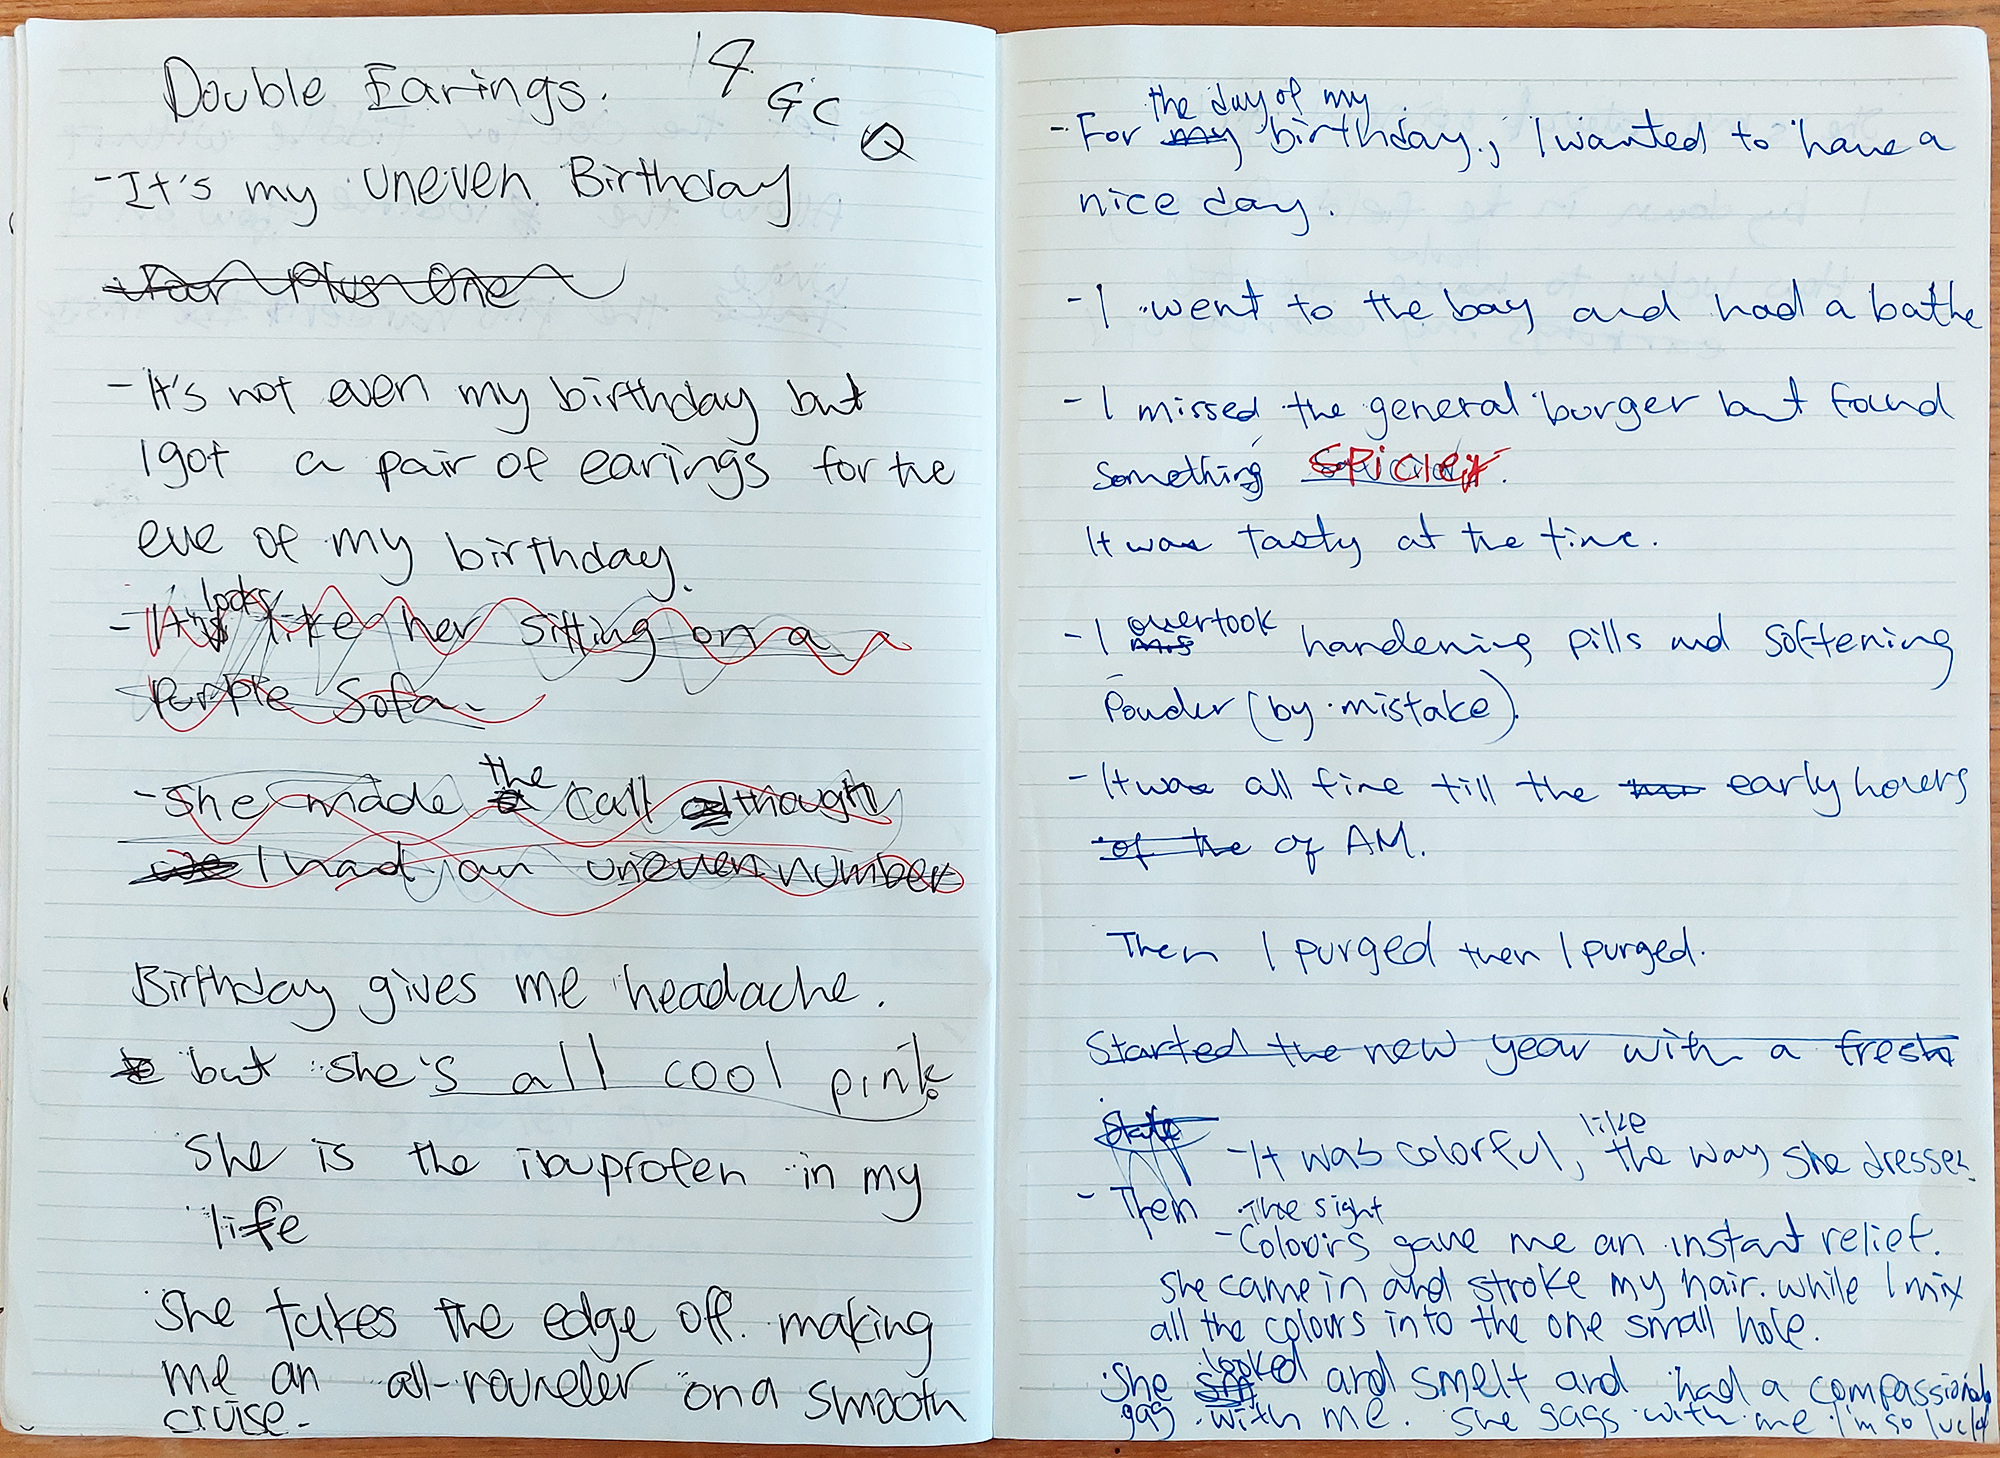 Double Earings.
GC
Q
-It's my uneven Birthday
Plus One
-It's not even my birthday but
I got a pair of earings for the
eve of my birthday.
looks
- It's like her sitting on a
Purple Sofa.
the
-She made a call although
I had an uneven number
Birthday gives me headache.
but she's all cool pink.
She is the ibuprofen in my
life
She takes the edge off. making
me an all-rounder on a smooth
cruise.
the day of my
- For my birthday, I wanted to have a
nice day.
- I went to the bay and had a bathe
- I missed the general burger but found
Something Spicier.
It was tasty at the time.
overtook
- I mis hardening pills and softening
Powder (by mistake).
- It was all fine till the early hours
of the of AM.
Then I purged then I purged.
Started the new year with a fresh
like
- It was colorful, the way she dresses.
- Then The sight
- Colours gave me an instant relief.
She came in and stroke my hair. while I mix
all the colours into the one small hole.
looked
She and smelt and had a compassionate
gag with me. She gags with me I'm so lucky